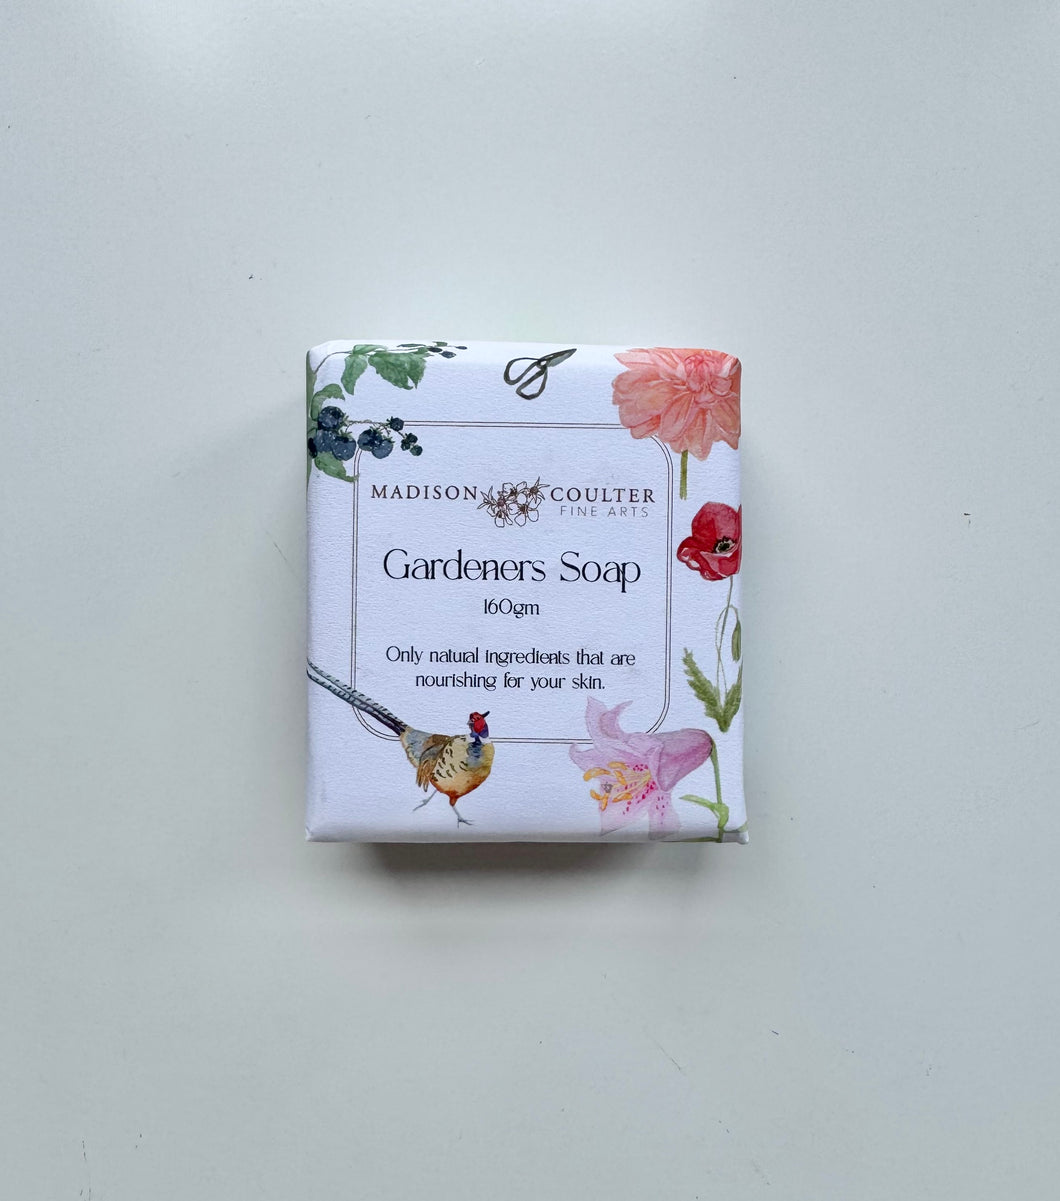 MADISON COULTER
FINE ARTS
Gardeners Soap
160gm
Only natural ingredients that are
nourishing for your skin.